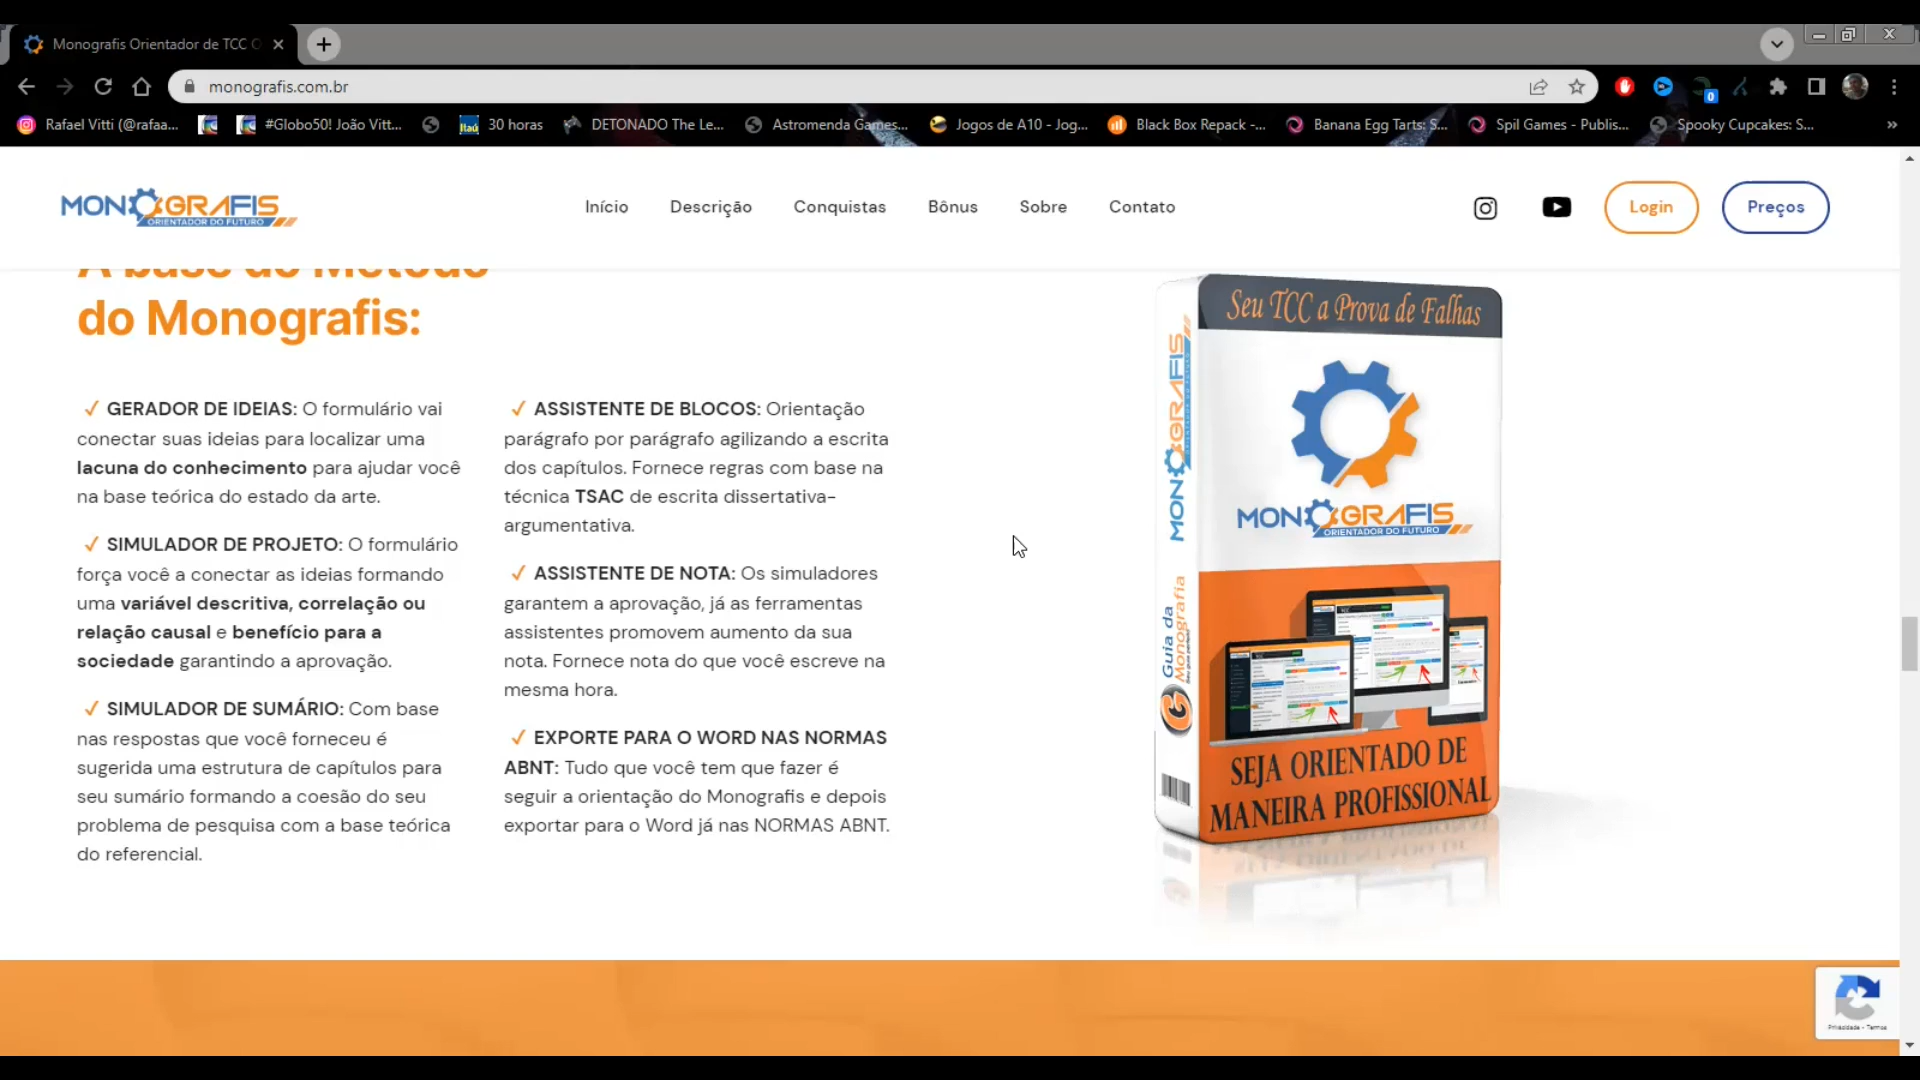 Monografis Orientador de TCC O
monografis.com.br
0
Rafael Vitti (@rafaa...
#Globo50! João Vitt...
Itaú
30 horas
DETONADO The Le...
Astromenda Games...
Jogos de A10 - Jog...
Black Box Repack -...
Banana Egg Tarts: S...
Spil Games - Publis...
Spooky Cupcakes: S...
»
MONOGRAFIS
ORIENTADOR DO FUTURO
Início
Descrição
Conquistas
Bônus
Sobre
Contato
Login
Preços
A base do Método
do Monografis:
✓ GERADOR DE IDEIAS: O formulário vai
conectar suas ideias para localizar uma
lacuna do conhecimento para ajudar você
na base teórica do estado da arte.
✓ SIMULADOR DE PROJETO: O formulário
força você a conectar as ideias formando
uma variável descritiva, correlação ou
relação causal e benefício para a
sociedade garantindo a aprovação.
✓ SIMULADOR DE SUMÁRIO: Com base
nas respostas que você forneceu é
sugerida uma estrutura de capítulos para
seu sumário formando a coesão do seu
problema de pesquisa com a base teórica
do referencial.
✓ ASSISTENTE DE BLOCOS: Orientação
parágrafo por parágrafo agilizando a escrita
dos capítulos. Fornece regras com base na
técnica TSAC de escrita dissertativa-
argumentativa.
✓ ASSISTENTE DE NOTA: Os simuladores
garantem a aprovação, já as ferramentas
assistentes promovem aumento da sua
nota. Fornece nota do que você escreve na
mesma hora.
✓ EXPORTE PARA O WORD NAS NORMAS
ABNT: Tudo que você tem que fazer é
seguir a orientação do Monografis e depois
exportar para o Word já nas NORMAS ABNT.
Seu TCC a Prova de Falhas
MONOGRAFIS
ORIENTADOR DO FUTURO
SEJA ORIENTADO DE
MANEIRA PROFISSIONAL
MONOGRAFIS
Guia da
Monografia
Privacidade - Termos